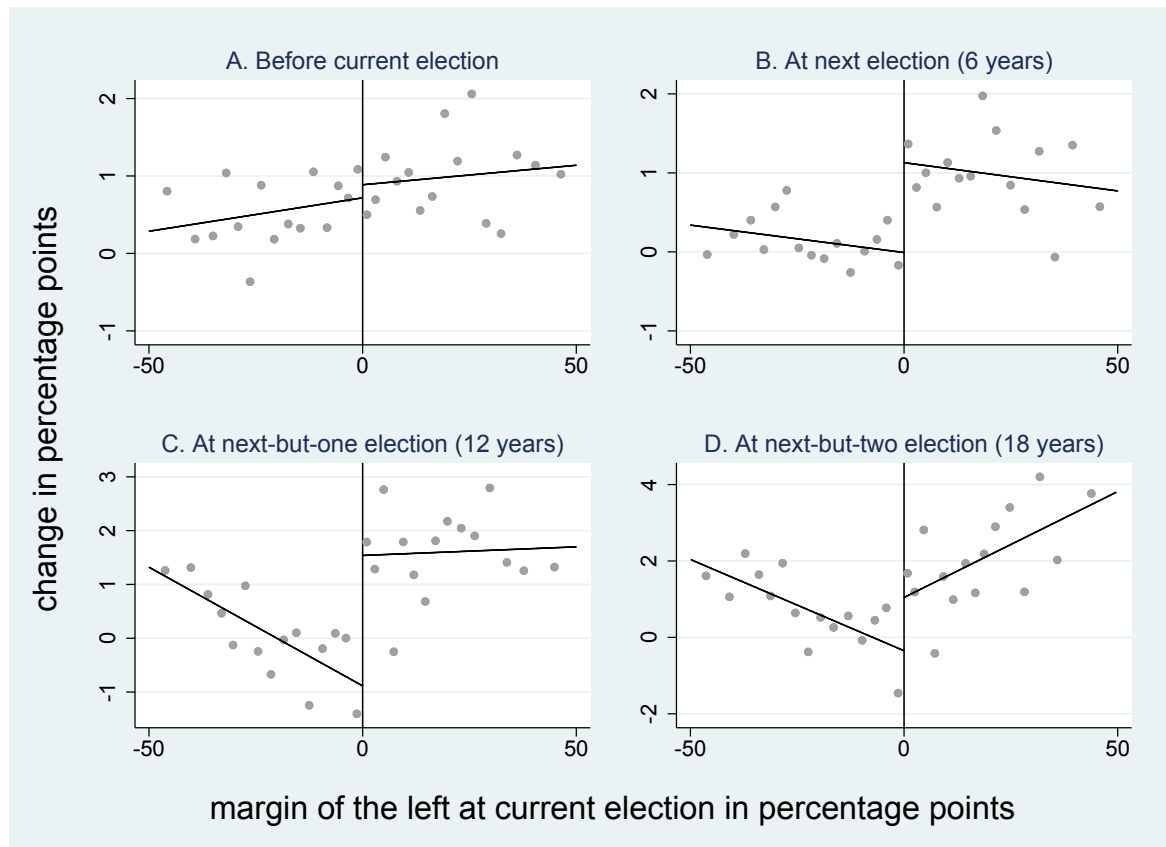 A. Before current election
B. At next election (6 years)
2
1
0
-1
-50 0 50
2
1
0
-1
-50 0 50
C. At next-but-one election (12 years)
D. At next-but-two election (18 years)
3
2
1
0
-1
-50 0 50
4
2
0
-2
-50 0 50
change in percentage points
margin of the left at current election in percentage points